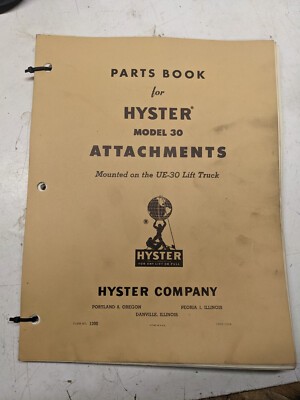 PARTS BOOK
for
HYSTER®
MODEL 30
ATTACHMENTS
Mounted on the UE-30 Lift Truck
HYSTER
HYSTER COMPANY
PORTLAND 8, OREGON PEORIA 1, ILLINOIS
DANVILLE, ILLINOIS